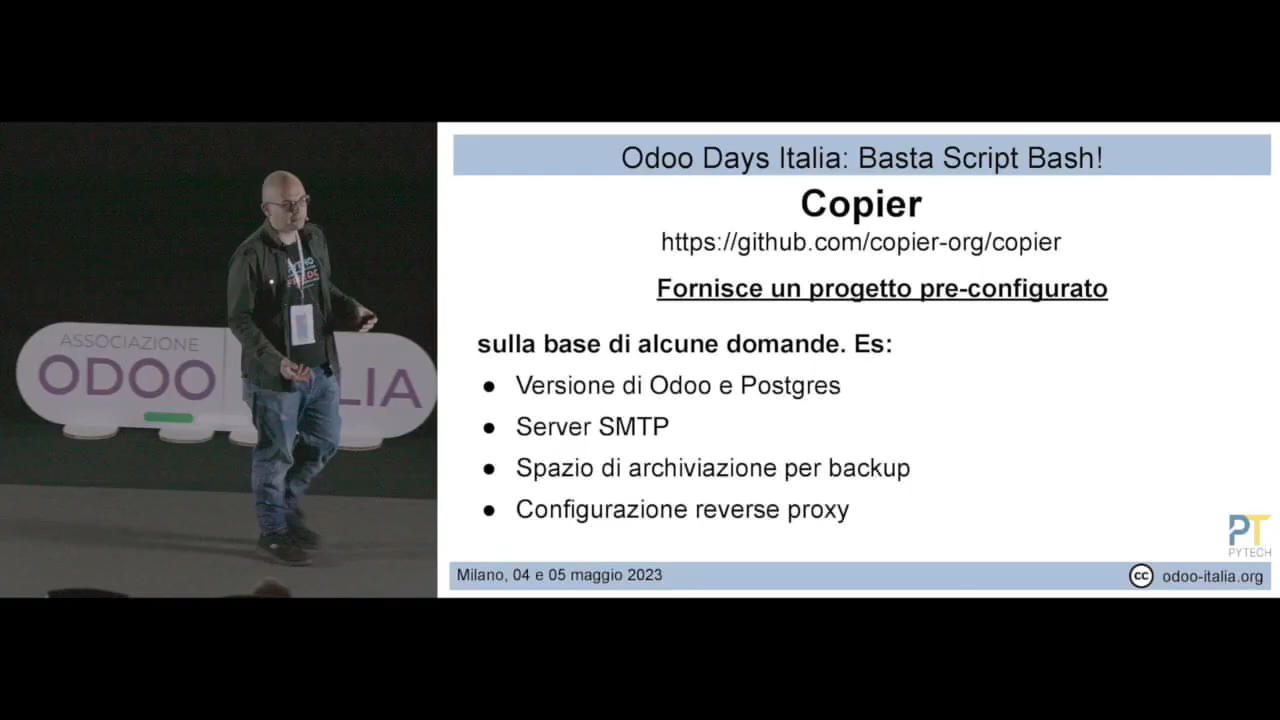 Odoo Days Italia: Basta Script Bash!
Copier
https://github.com/copier-org/copier
Fornisce un progetto pre-configurato
sulla base di alcune domande. Es:
● Versione di Odoo e Postgres
● Server SMTP
● Spazio di archiviazione per backup
● Configurazione reverse proxy
PT
PYTECH
Milano, 04 e 05 maggio 2023
cc odoo-italia.org
ASSOCIAZIONE
ODOO LIA